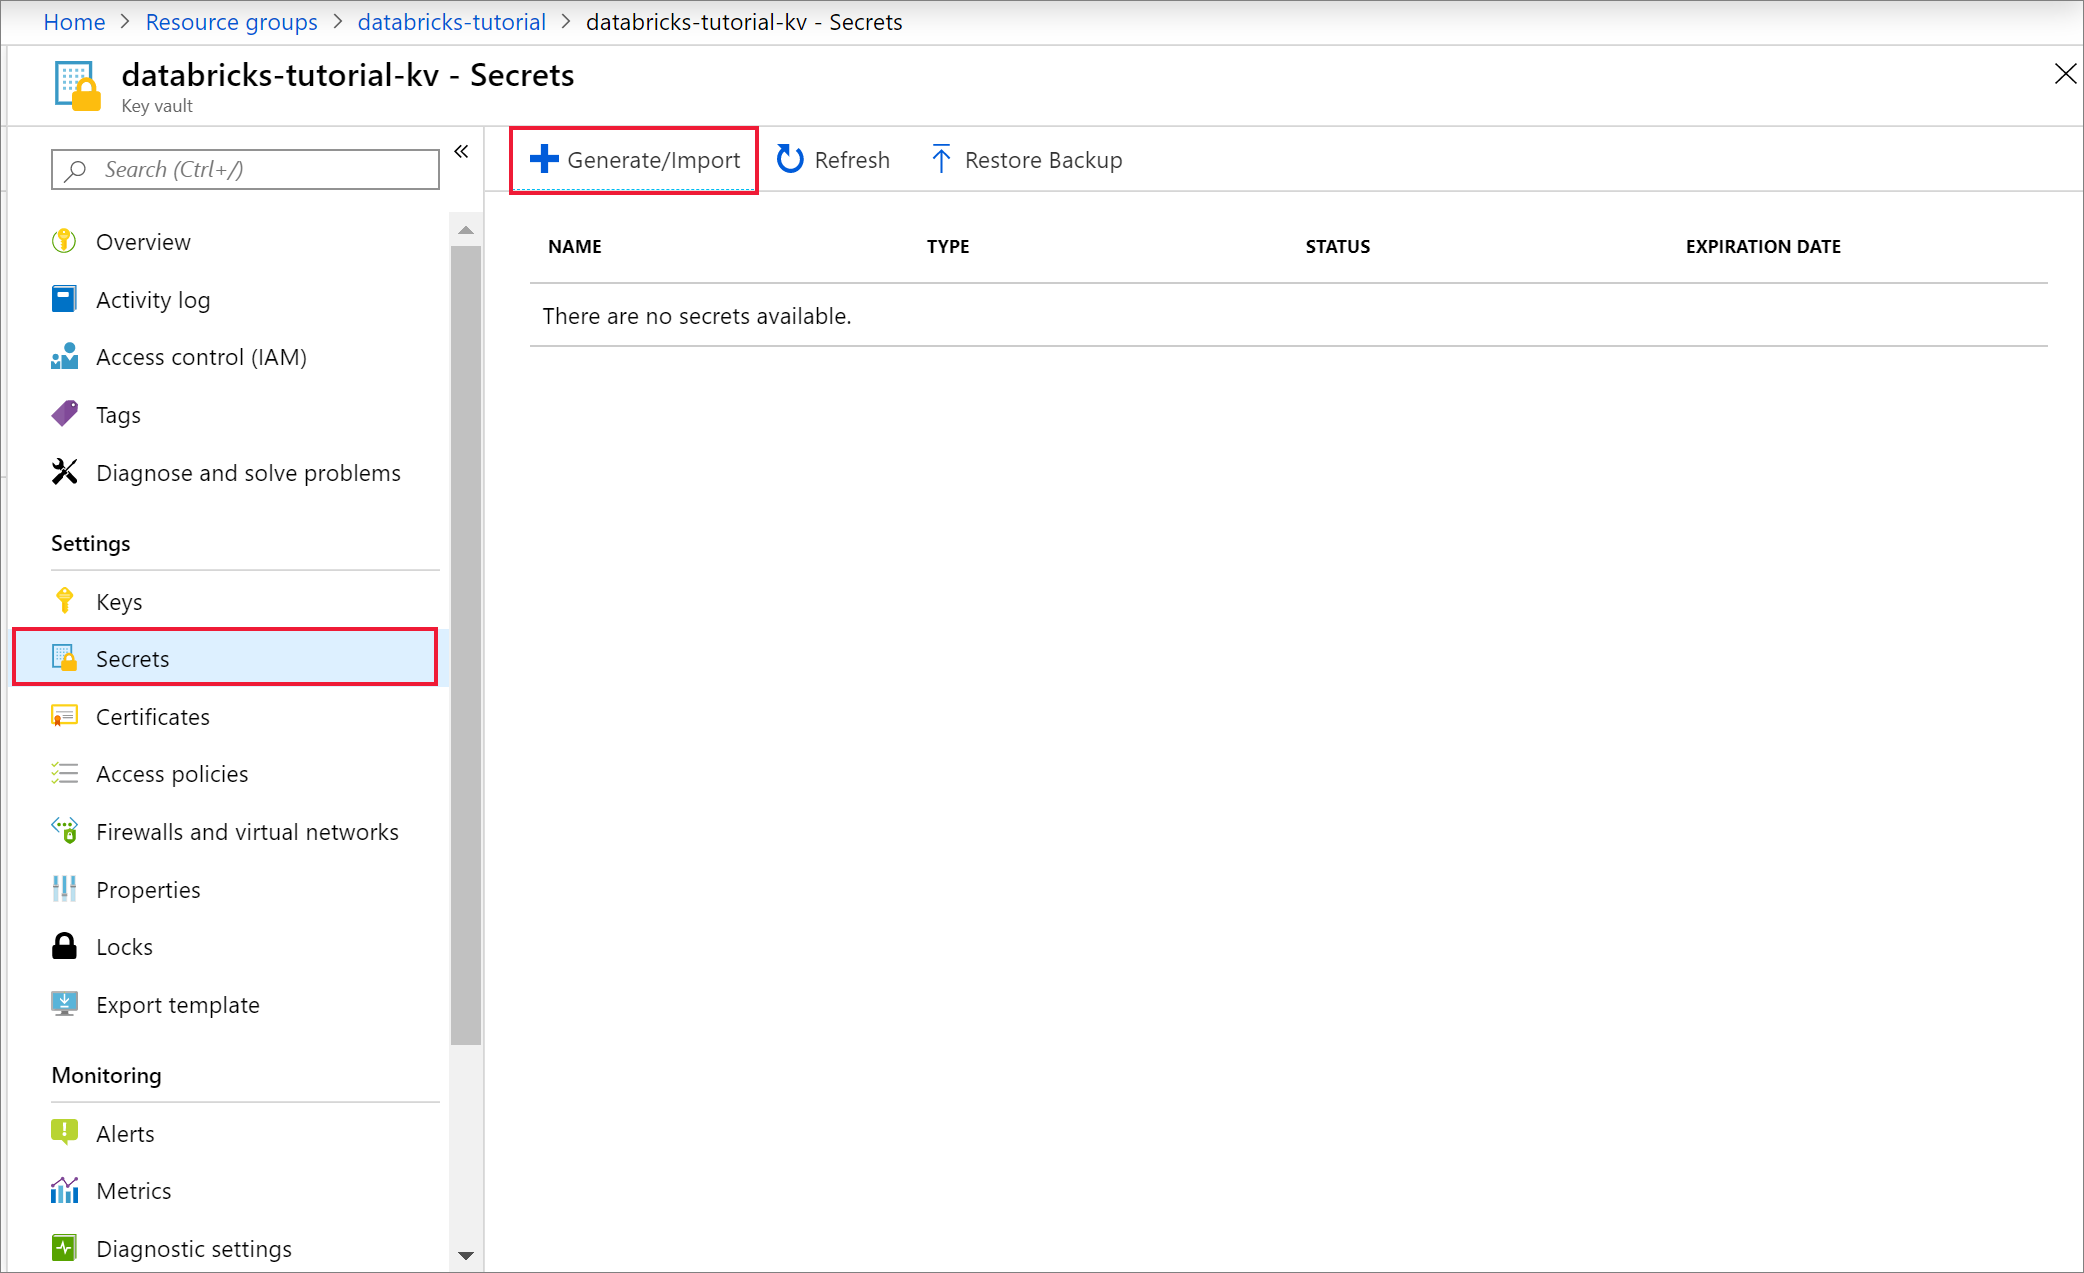 Home > Resource groups > databricks-tutorial > databricks-tutorial-kv - Secrets
databricks-tutorial-kv - Secrets
Key vault
Search (Ctrl+/)
Overview
Activity log
Access control (IAM)
Tags
Diagnose and solve problems
Settings
Keys
Secrets
Certificates
Access policies
Firewalls and virtual networks
Properties
Locks
Export template
Monitoring
Alerts
Metrics
Diagnostic settings
Generate/Import Refresh Restore Backup
NAME TYPE STATUS EXPIRATION DATE
There are no secrets available.